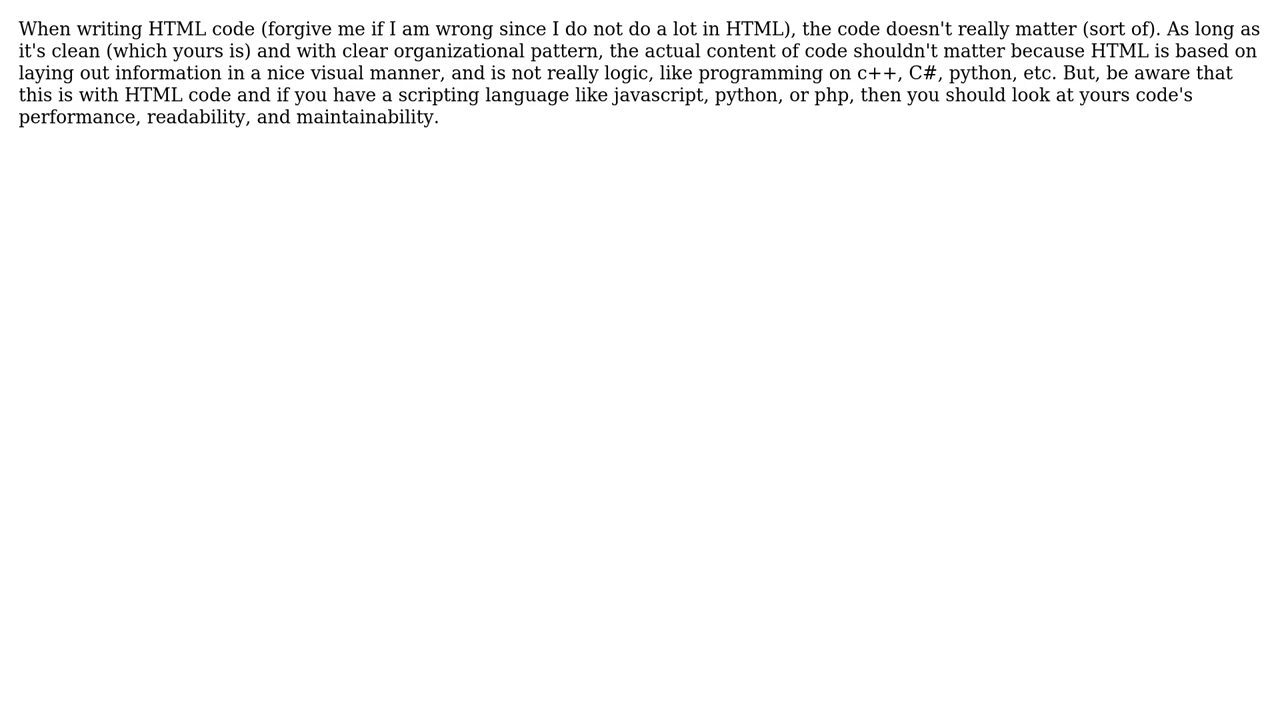 When writing HTML code (forgive me if I am wrong since I do not do a lot in HTML), the code doesn't really matter (sort of). As long as
it's clean (which yours is) and with clear organizational pattern, the actual content of code shouldn't matter because HTML is based on
laying out information in a nice visual manner, and is not really logic, like programming on c++, C#, python, etc. But, be aware that
this is with HTML code and if you have a scripting language like javascript, python, or php, then you should look at yours code's
performance, readability, and maintainability.